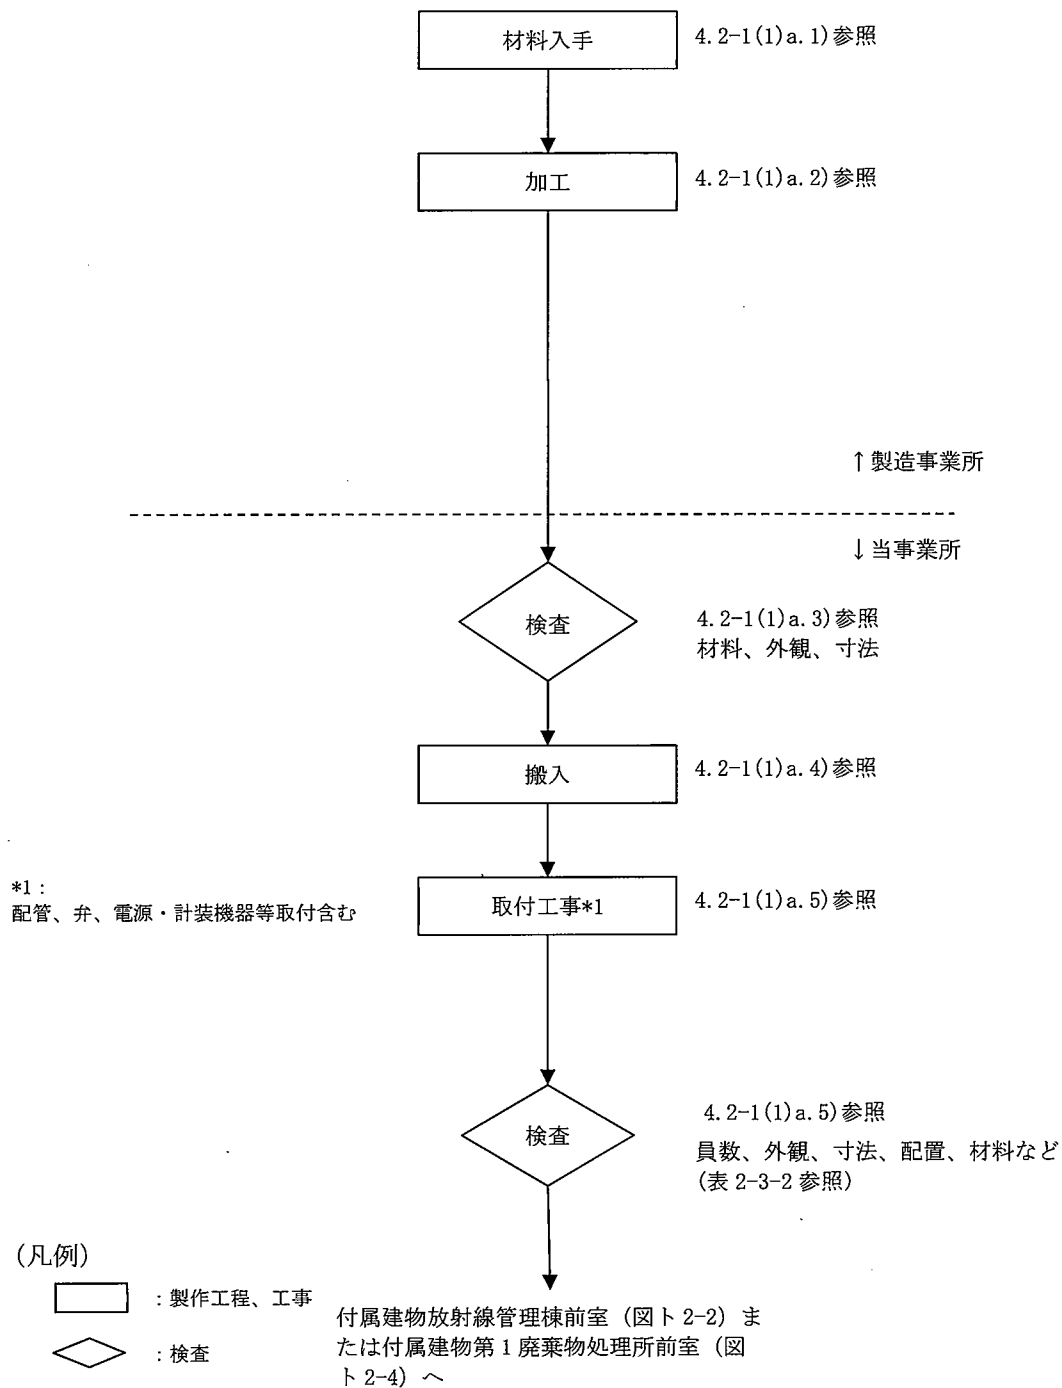 材料入手
4.2-1(1)a.1)参照
加工
4.2-1(1)a.2)参照
↑製造事業所
↓当事業所
検査
4.2-1(1)a.3)参照
材料、外観、寸法
搬入
4.2-1(1)a.4)参照
*1：
配管、弁、電源・計装機器等取付含む
取付工事*1
4.2-1(1)a.5)参照
検査
4.2-1(1)a.5)参照
員数、外観、寸法、配置、材料など
(表 2-3-2 参照)
(凡例)
：製作工程、工事
：検査
付属建物放射線管理棟前室（図ト 2-2）ま
たは付属建物第 1 廃棄物処理所前室（図
ト 2-4）へ